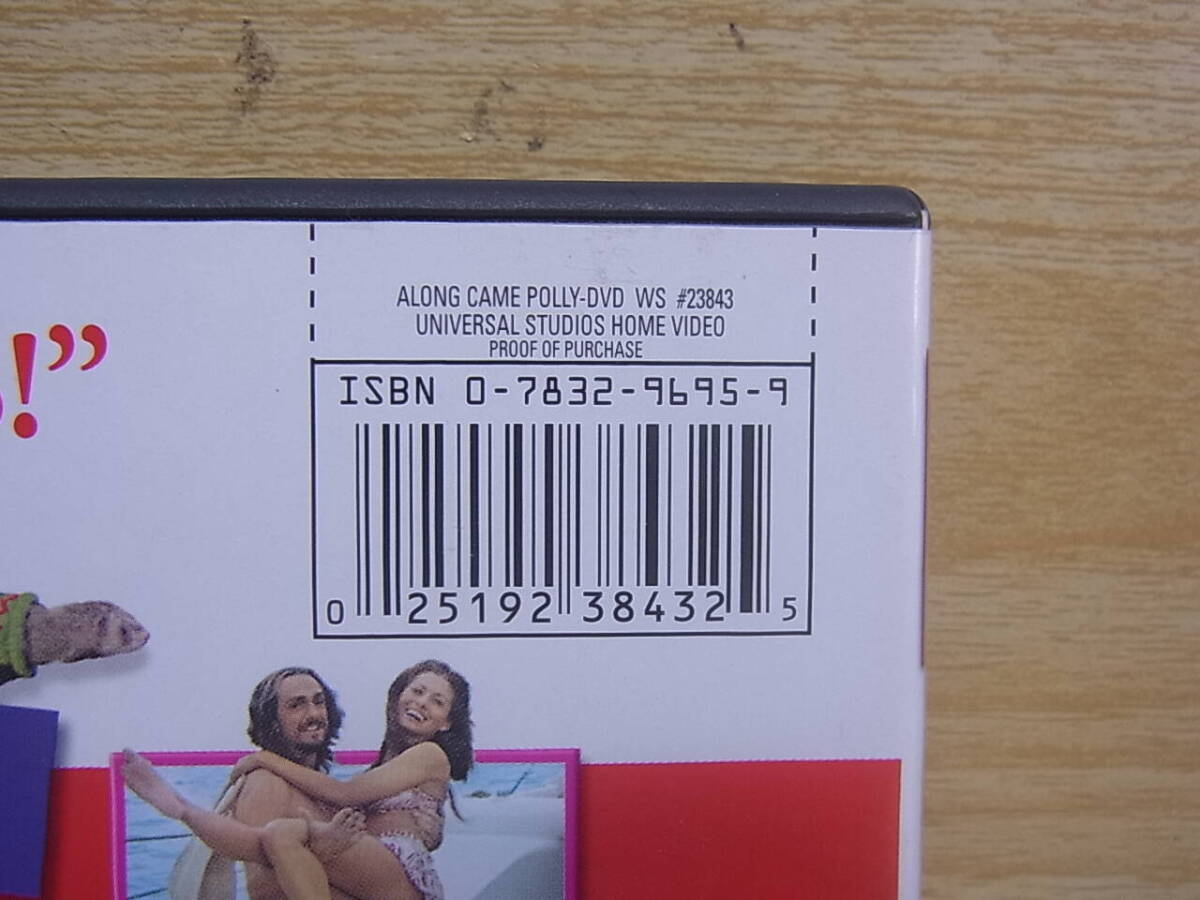 ALONG CAME POLLY-DVD WS #23843
UNIVERSAL STUDIOS HOME VIDEO
PROOF OF PURCHASE
!”
ISBN 0-7832-9695-9
0 25192 38432 5